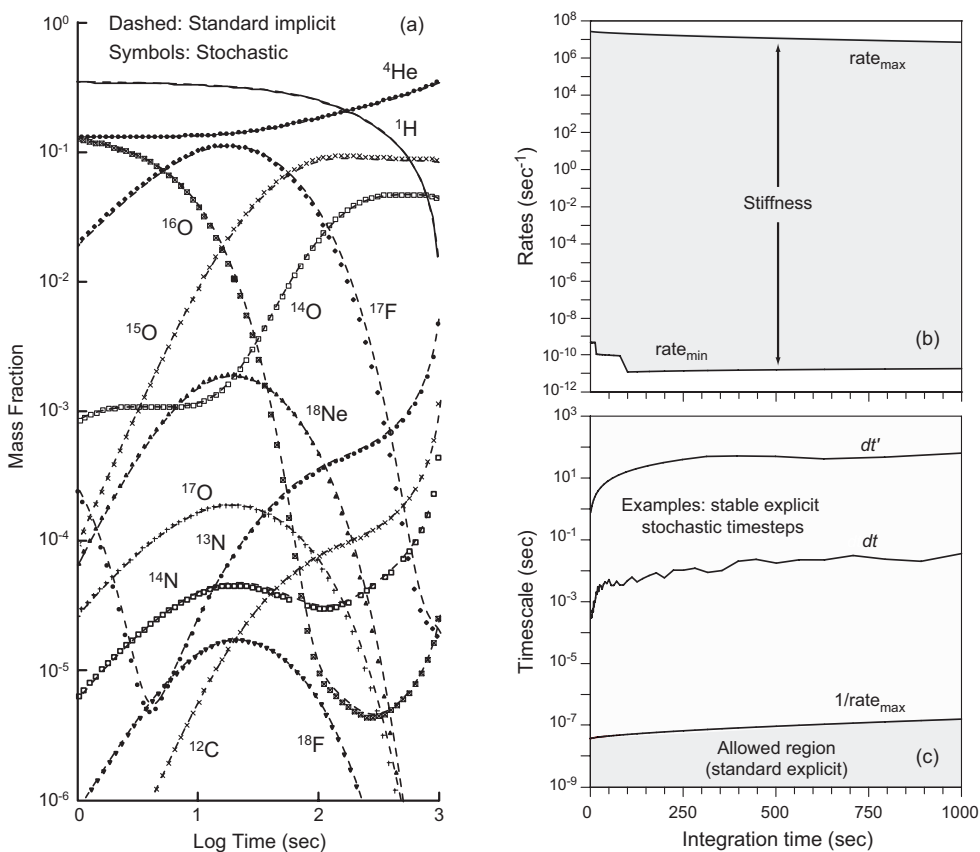 Dashed: Standard implicit
Symbols: Stochastic
(a)
10⁰
10⁻¹
10⁻²
10⁻³
10⁻⁴
10⁻⁵
10⁻⁶
Mass Fraction
⁴He
¹H
¹⁶O
¹⁵O
¹⁴O
¹⁷F
¹⁸Ne
¹⁷O
¹³N
¹⁴N
¹²C
¹⁸F
0
1
2
3
Log Time (sec)
10⁸
10⁶
10⁴
10²
10⁰
10⁻²
10⁻⁴
10⁻⁶
10⁻⁸
10⁻¹⁰
10⁻¹²
Rates (sec⁻¹)
rateₘₐₓ
Stiffness
(b)
rateₘᵢₙ
10³
10¹
10⁻¹
10⁻³
10⁻⁵
10⁻⁷
10⁻⁹
Timescale (sec)
dt'
Examples: stable explicit
stochastic timesteps
dt
1/rateₘₐₓ
Allowed region
(standard explicit)
(c)
0
250
500
750
1000
Integration time (sec)